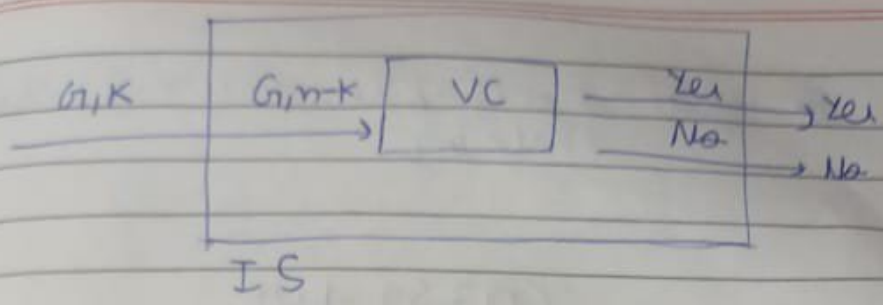 G,K G,n-K VC Yes Yes
No No
IS